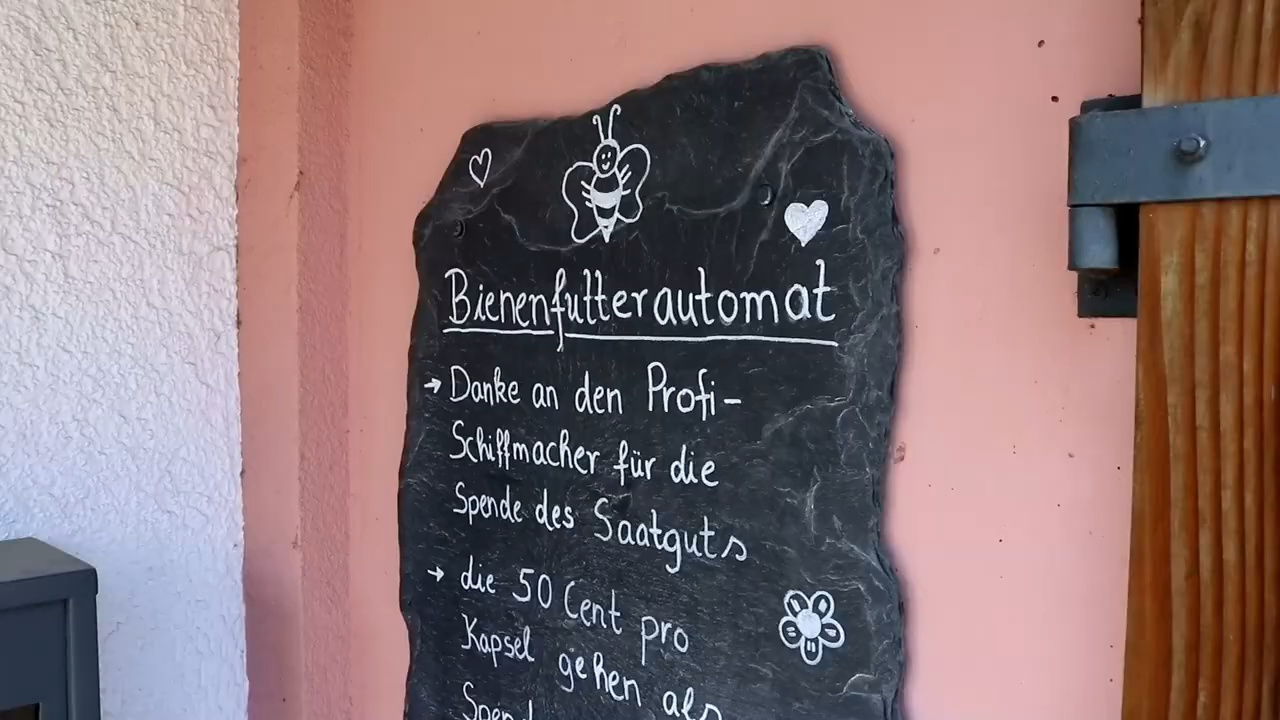 Bienenfutterautomat
→ Danke an den Profi-
Schiffmacher für die
Spende des Saatguts
→ die 50 Cent pro
Kapsel gehen als